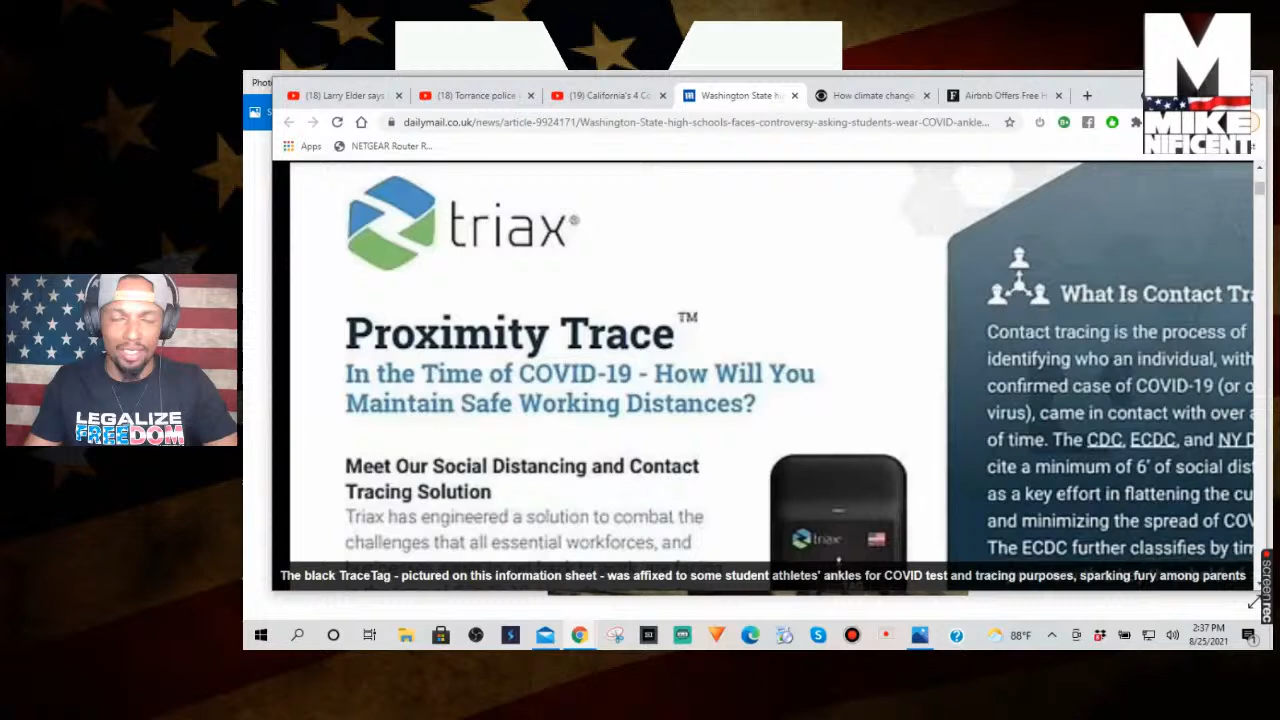 M
MIKE
NIFICENT
(18) Larry Elder says
(18) Torrance police
(19) California's 4 Co
Washington State hi
How climate change
Airbnb Offers Free H
dailymail.co.uk/news/article-9924171/Washington-State-high-schools-faces-controversy-asking-students-wear-COVID-ankle...
Apps
NETGEAR Router R...
triax®
Proximity Trace™
In the Time of COVID-19 - How Will You
Maintain Safe Working Distances?
Meet Our Social Distancing and Contact
Tracing Solution
Triax has engineered a solution to combat the
challenges that all essential workforces, and
triax
What Is Contact Tra
Contact tracing is the process of
identifying who an individual, with
confirmed case of COVID-19 (or o
virus), came in contact with over a
of time. The CDC, ECDC, and NY D
cite a minimum of 6' of social dis
as a key effort in flattening the cu
and minimizing the spread of COV
The ECDC further classifies by tim
The black TraceTag - pictured on this information sheet - was affixed to some student athletes' ankles for COVID test and tracing purposes, sparking fury among parents
LEGALIZE
FREEDOM
screenrec
88°F
2:37 PM
8/25/2021